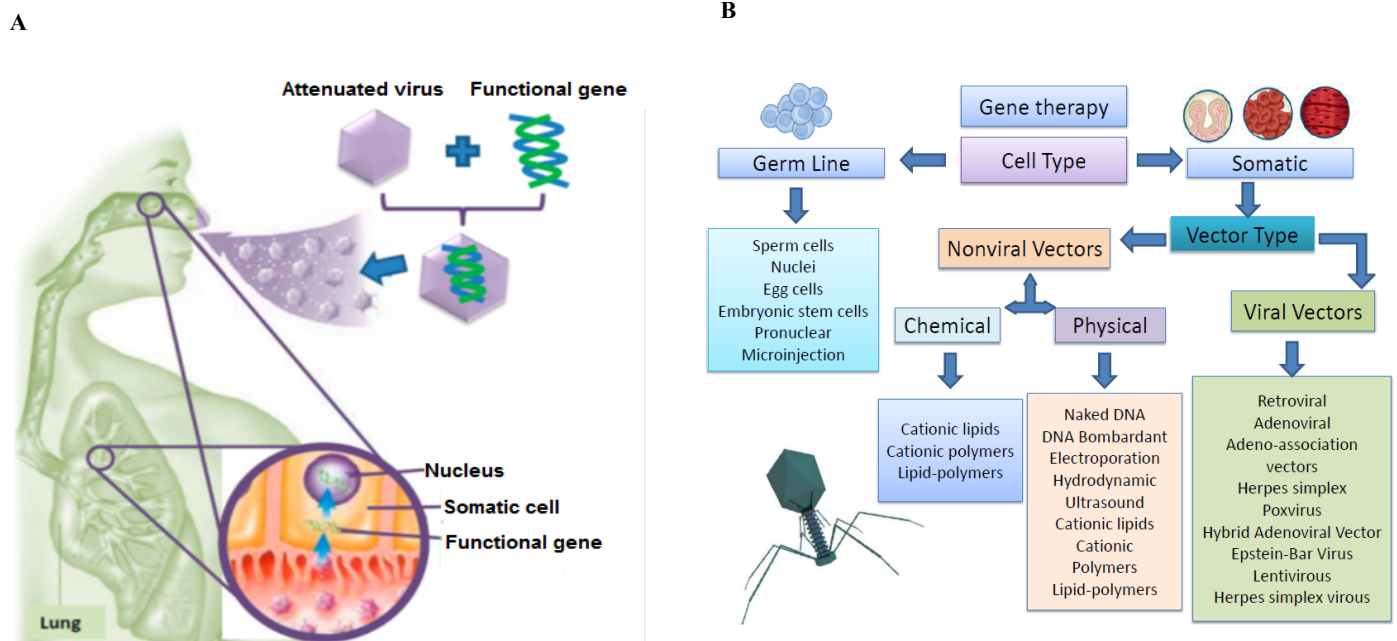 A
Attenuated virus
Functional gene
Nucleus
Somatic cell
Functional gene
Lung
B
Gene therapy
Cell Type
Germ Line
Somatic
Sperm cells
Nuclei
Egg cells
Embryonic stem cells
Pronuclear
Microinjection
Vector Type
Nonviral Vectors
Viral Vectors
Chemical
Physical
Cationic lipids
Cationic polymers
Lipid-polymers
Naked DNA
DNA Bombardant
Electroporation
Hydrodynamic
Ultrasound
Cationic lipids
Cationic
Polymers
Lipid-polymers
Retroviral
Adenoviral
Adeno-association
vectors
Herpes simplex
Poxvirus
Hybrid Adenoviral Vector
Epstein-Bar Virus
Lentivirous
Herpes simplex virous